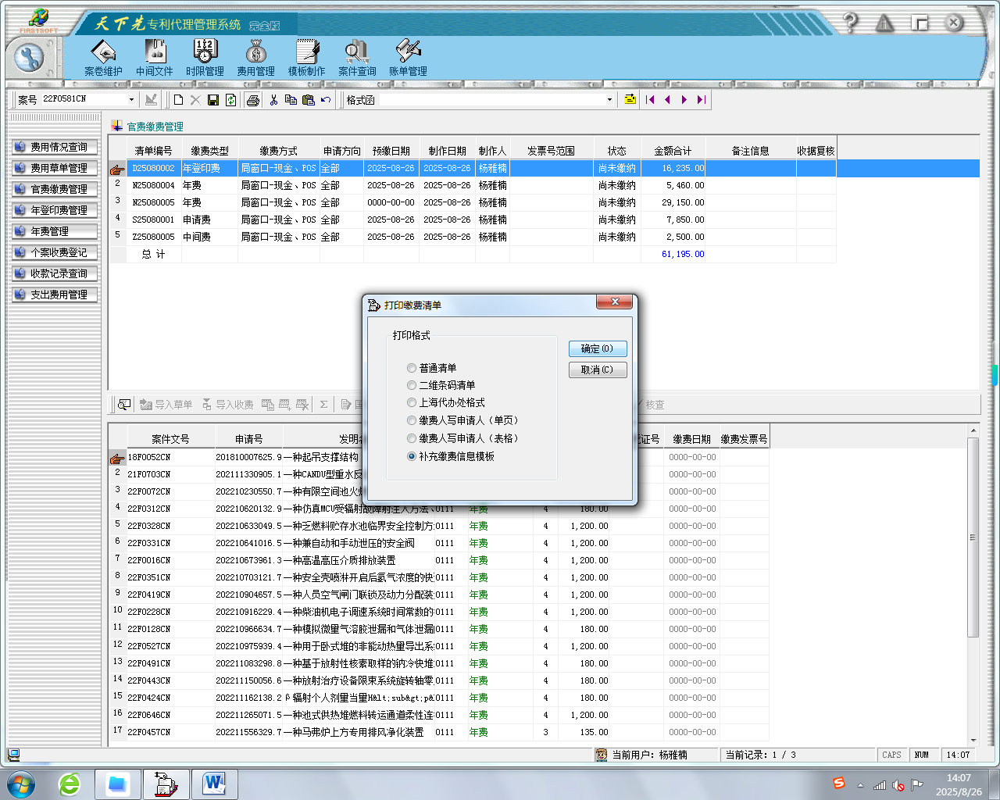 FIRSTSOFT
天下先专利代理管理系统 完全版
案卷维护 中间文件 时限管理 费用管理 模板制作 案件查询 账单管理
案号 22F0581CN 格式函
费用情况查询
费用草单管理
官费缴费管理
年登印费管理
年费管理
个案收费登记
收款记录查询
支出费用管理
官费缴费管理
清单编号 缴费类型 缴费方式 申请方向 预缴日期 制作日期 制作人 发票号范围 状态 金额合计 备注信息 收据复核
D25080002 年登印费 局窗口-现金、POS 全部 2025-08-26 2025-08-26 杨雅楠 尚未缴纳 16,235.00
2 N25080004 年费 局窗口-现金、POS 全部 2025-08-26 2025-08-26 杨雅楠 尚未缴纳 5,460.00
3 N25080005 年费 局窗口-现金、POS 全部 0000-00-00 2025-08-26 杨雅楠 尚未缴纳 29,150.00
4 S25080001 申请费 局窗口-现金、POS 全部 2025-08-26 2025-08-26 杨雅楠 尚未缴纳 7,850.00
5 Z25080005 中间费 局窗口-现金、POS 全部 2025-08-26 2025-08-26 杨雅楠 尚未缴纳 2,500.00
总 计 61,195.00
打印缴费清单
打印格式
普通清单
二维条码清单
上海代办处格式
缴费人写申请人（单页）
缴费人写申请人（表格）
补充缴费信息模板
确定(O)
取消(C)
导入草单 导入收费 Σ 核查
案件文号 申请号 发明 证号 缴费日期 缴费发票号
18F0052CN 201810007625.9 一种起吊支撑结构 0000-00-00
2 21F0703CN 202111330905.1 一种CANDU型重水反 0000-00-00
3 22F0072CN 202210230550.7 一种有限空间池火 0000-00-00
4 22F0312CN 202210620132.9 一种仿真MCU受辐射故障射注入方法、 0111 年费 4 180.00 0000-00-00
5 22F0328CN 202210633049.5 一种乏燃料贮存水池临界安全控制方 0111 年费 4 1,200.00 0000-00-00
6 22F0331CN 202210641016.5 一种兼自动和手动泄压的安全阀 0111 年费 4 1,200.00 0000-00-00
7 22F0016CN 202210673961.3 一种高温高压介质排放装置 0111 年费 4 1,200.00 0000-00-00
8 22F0351CN 202210703121.7 一种安全壳喷淋开启后氢气浓度的快 0111 年费 4 1,200.00 0000-00-00
9 22F0419CN 202210904657.5 一种人员空气闸门联锁及动力分配装 0111 年费 4 1,200.00 0000-00-00
10 22F0228CN 202210916229.4 一种柴油机电子调速系统时间常数的 0111 年费 4 1,200.00 0000-00-00
11 22F0128CN 202210966634.7 一种模拟微量气溶胶泄漏和气体泄漏 0111 年费 4 180.00 0000-00-00
12 22F0527CN 202210975939.4 一种用于卧式堆的非能动热量导出系 0111 年费 4 1,200.00 0000-00-00
13 22F0491CN 202211083298.8 一种基于放射性核素取样的钠冷快堆 0111 年费 4 180.00 0000-00-00
14 22F0443CN 202211150056.6 一种放射治疗设备限束系统旋转轴零 0111 年费 4 180.00 0000-00-00
15 22F0424CN 202211162138.2 β辐射个人剂量当量H&lt;sub&gt;p& 0111 年费 4 180.00 0000-00-00
16 22F0646CN 202211265071.5 一种池式供热堆燃料转运通道柔性连 0111 年费 4 1,200.00 0000-00-00
17 22F0457CN 202211556329.7 一种马弗炉上方专用排风净化装置 0111 年费 3 135.00 0000-00-00
当前用户: 杨雅楠 当前记录: 1 / 3 CAPS NUM 14:07
14:07
2025/8/26